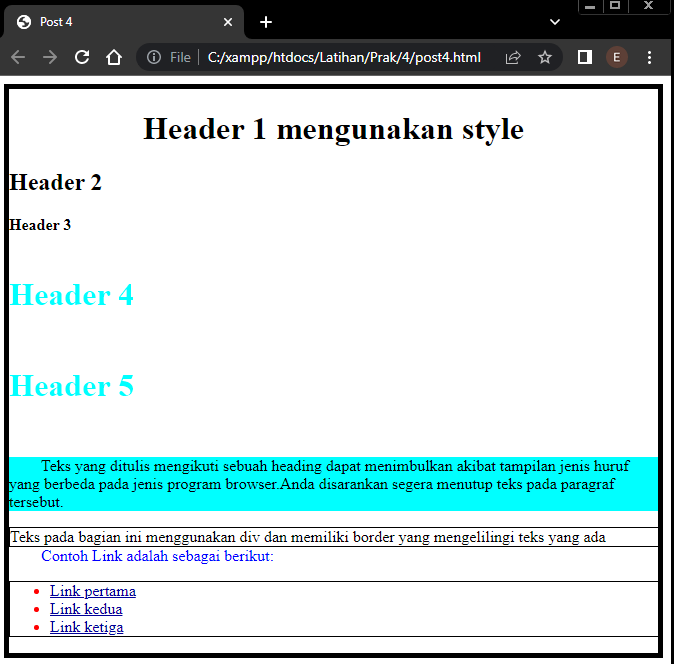 Post 4
File
C:/xampp/htdocs/Latihan/Prak/4/post4.html
E
Header 1 mengunakan style
Header 2
Header 3
Header 4
Header 5
Teks yang ditulis mengikuti sebuah heading dapat menimbulkan akibat tampilan jenis huruf
yang berbeda pada jenis program browser.Anda disarankan segera menutup teks pada paragraf
tersebut.
Teks pada bagian ini menggunakan div dan memiliki border yang mengelilingi teks yang ada
Contoh Link adalah sebagai berikut:
Link pertama
Link kedua
Link ketiga